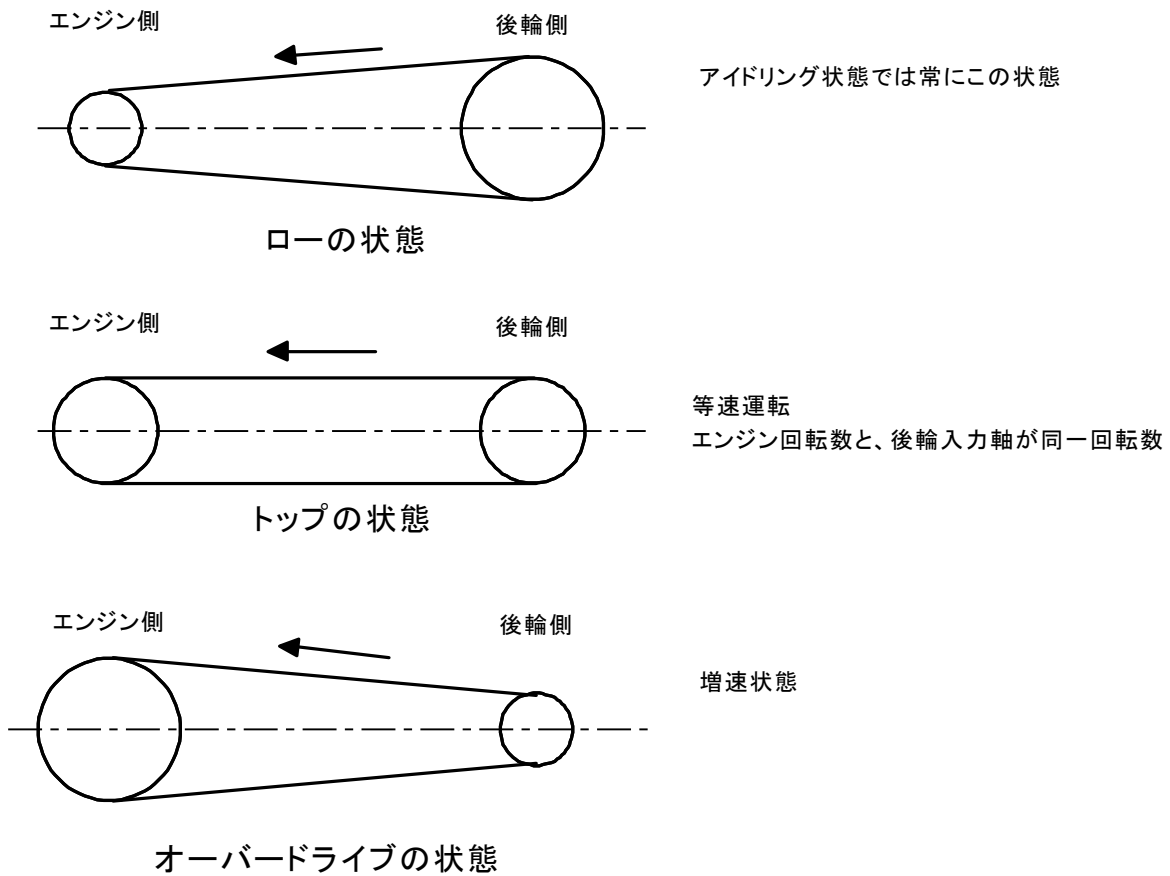 エンジン側
後輪側
アイドリング状態では常にこの状態
ローの状態
エンジン側
後輪側
等速運転
エンジン回転数と、後輪入力軸が同一回転数
トップの状態
エンジン側
後輪側
増速状態
オーバードライブの状態